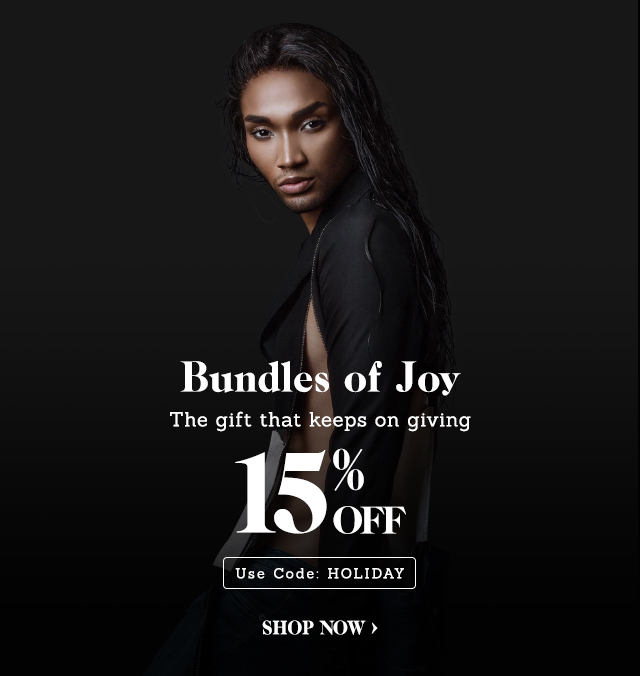 Bundles of Joy
The gift that keeps on giving
15%
OFF
Use Code: HOLIDAY
SHOP NOW ›